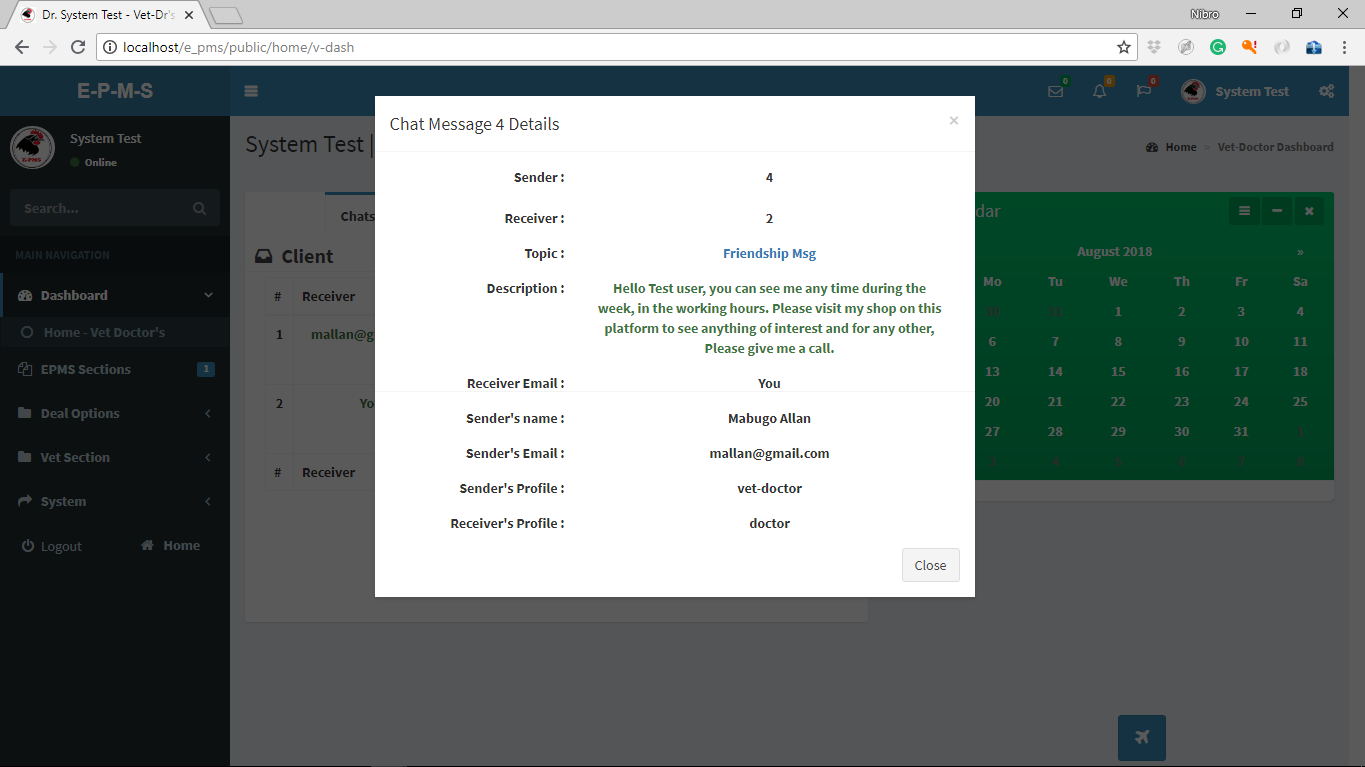 Dr. System Test - Vet-Dr's
Nibro
localhost/e_pms/public/home/v-dash
E-P-M-S
0
0
0
System Test
System Test
Online
E-PMS
Search...
MAIN NAVIGATION
Dashboard
Home - Vet Doctor's
EPMS Sections
1
Deal Options
Vet Section
System
Logout
Home
System Test |
Home > Vet-Doctor Dashboard
Chats
Client
# Receiver
1 mallan@g
2 Yo
# Receiver
Chat Message 4 Details
×
Sender : 4
Receiver : 2
Topic : Friendship Msg
Description : Hello Test user, you can see me any time during the
week, in the working hours. Please visit my shop on this
platform to see anything of interest and for any other,
Please give me a call.
Receiver Email : You
Sender's name : Mabugo Allan
Sender's Email : mallan@gmail.com
Sender's Profile : vet-doctor
Receiver's Profile : doctor
Close
dar
August 2018 »
Mo Tu We Th Fr Sa
30 31 1 2 3 4
6 7 8 9 10 11
13 14 15 16 17 18
20 21 22 23 24 25
27 28 29 30 31